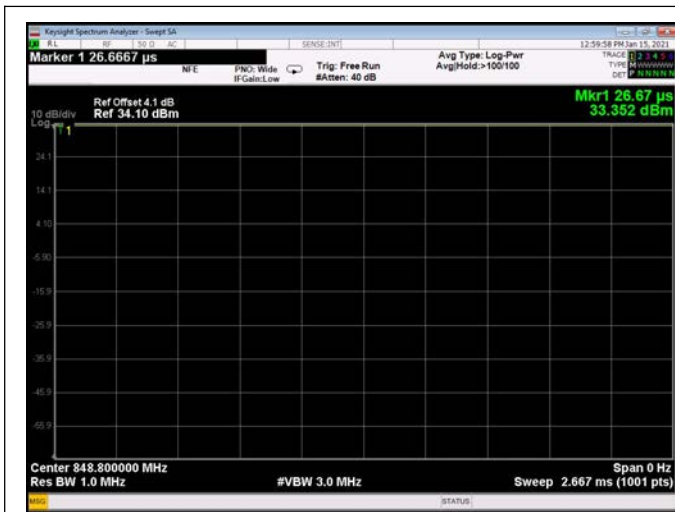 Keysight Spectrum Analyzer - Swept SA
RL RF 50 Ω AC SENSE:INT 12:59:58 PM Jan 15, 2021
Marker 1 26.6667 µs
NFE
PNO: Wide
IFGain:Low
Trig: Free Run
#Atten: 40 dB
Avg Type: Log-Pwr
Avg|Hold:>100/100
TRACE 1 2 3 4 5 6
TYPE M WWWWW
DET P N N N N N
Mkr1 26.67 µs
33.352 dBm
Ref Offset 4.1 dB
10 dB/div Ref 34.10 dBm
Log
1
24.1
14.1
4.10
-5.90
-15.9
-25.9
-35.9
-45.9
-55.9
Center 848.800000 MHz Span 0 Hz
Res BW 1.0 MHz #VBW 3.0 MHz Sweep 2.667 ms (1001 pts)
MSG STATUS